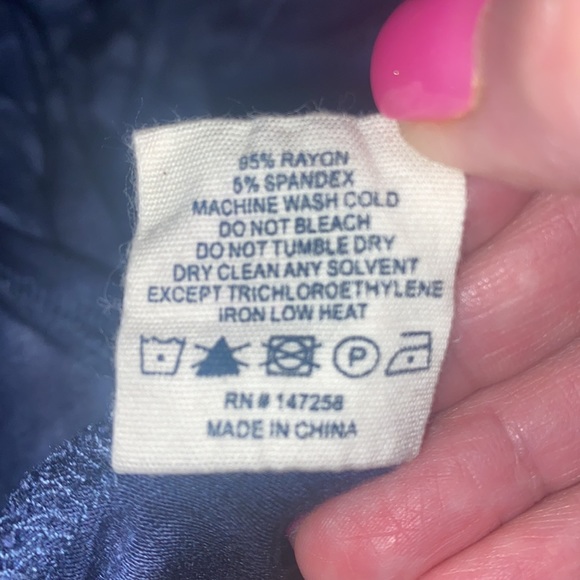 95% RAYON
5% SPANDEX
MACHINE WASH COLD
DO NOT BLEACH
DO NOT TUMBLE DRY
DRY CLEAN ANY SOLVENT
EXCEPT TRICHLOROETHYLENE
IRON LOW HEAT
P
RN # 147258
MADE IN CHINA